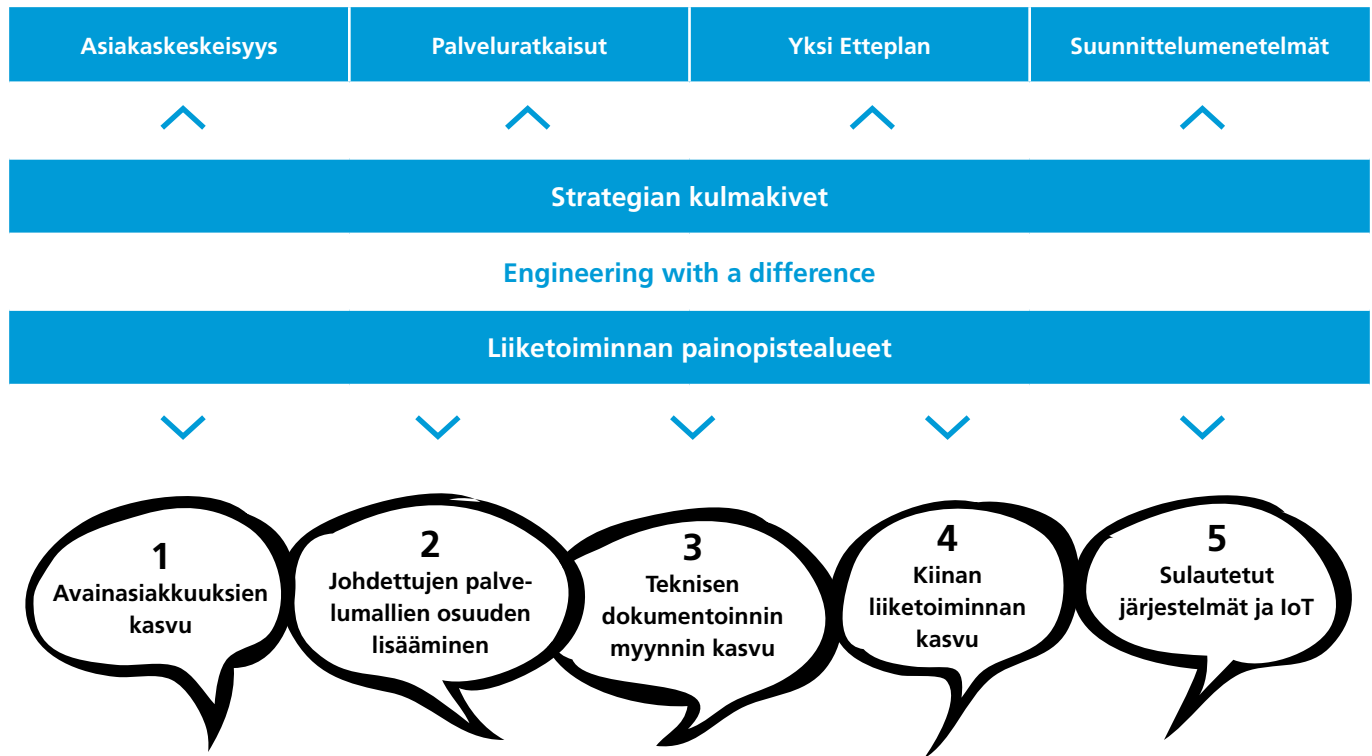 Asiakaskeskeisyys
Palveluratkaisut
Yksi Etteplan
Suunnittelumenetelmät
Strategian kulmakivet
Engineering with a difference
Liiketoiminnan painopistealueet
1
Avainasiakkuuksien
kasvu
2
Johdettujen palve-
lumallien osuuden
lisääminen
3
Teknisen
dokumentoinnin
myynnin kasvu
4
Kiinan
liiketoiminnan
kasvu
5
Sulautetut
järjestelmät ja IoT